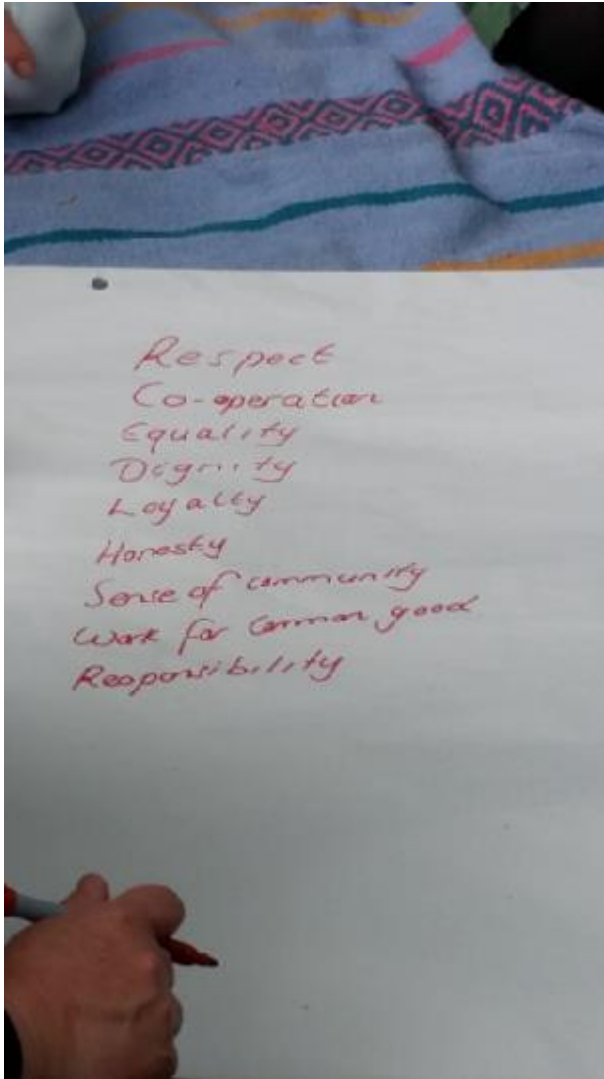 Respect
Co-operation
Equality
Dignity
Loyalty
Honesty
Sense of community
Work for common good
Responsibility